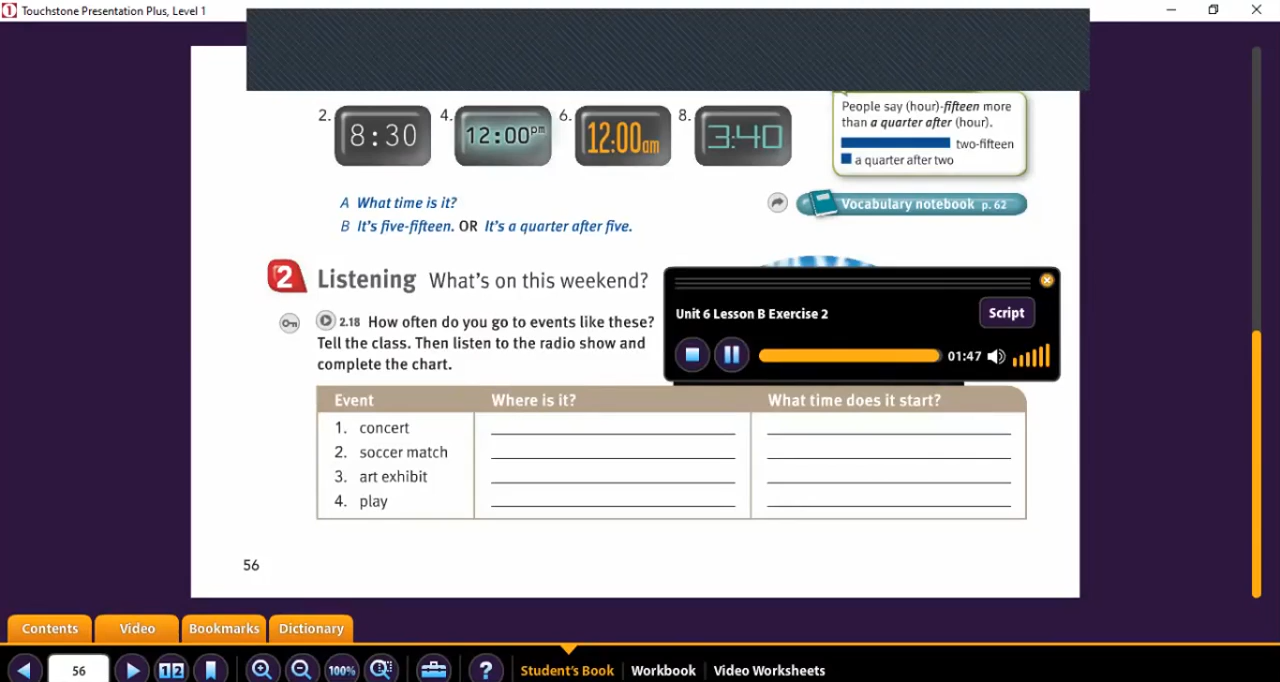 Touchstone Presentation Plus, Level 1
2. 8:30 4. 12:00pm 6. 12:00am 8. 3:40
People say (hour)-fifteen more
than a quarter after (hour).
two-fifteen
a quarter after two
A What time is it?
Vocabulary notebook p. 62
B It's five-fifteen. OR It's a quarter after five.
2 Listening What's on this weekend?
2.18 How often do you go to events like these?
Tell the class. Then listen to the radio show and
complete the chart.
Unit 6 Lesson B Exercise 2
Script
01:47
Event Where is it? What time does it start?
1. concert
2. soccer match
3. art exhibit
4. play
56
Contents Video Bookmarks Dictionary
56 1 2 100% ? Student's Book Workbook Video Worksheets